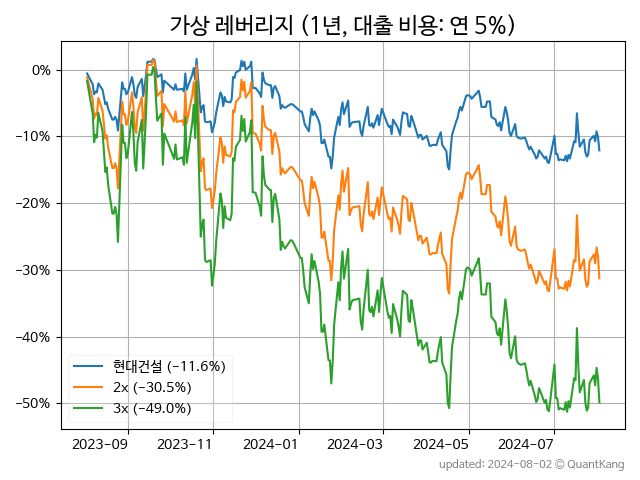 가상 레버리지 (1년, 대출 비용: 연 5%)
0%
−10%
−20%
−30%
−40%
−50%
현대건설 (−11.6%)
2x (−30.5%)
3x (−49.0%)
2023-09 2023-11 2024-01 2024-03 2024-05 2024-07
updated: 2024-08-02 © QuantKang